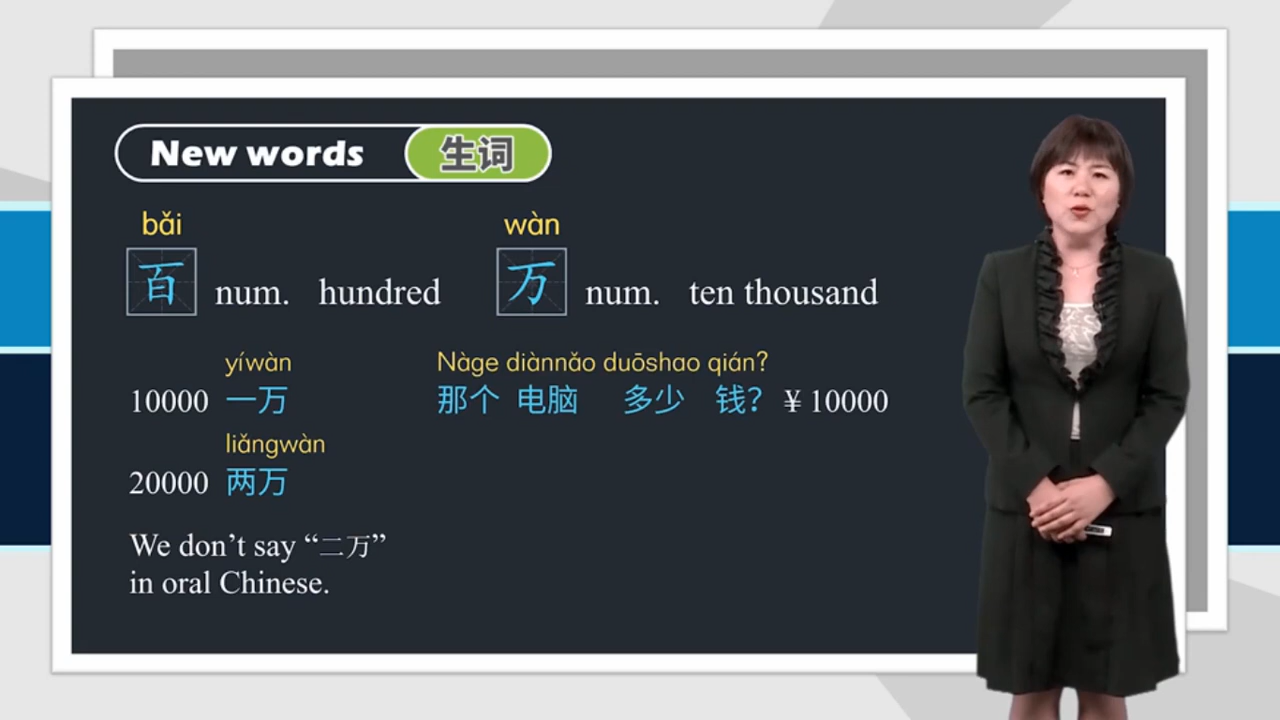 New words 生词
bǎi wàn
百 num. hundred 万 num. ten thousand
yíwàn Nàge diànnǎo duōshao qián?
10000 一万 那个 电脑 多少 钱? ¥ 10000
liǎngwàn
20000 两万
We don't say “二万”
in oral Chinese.